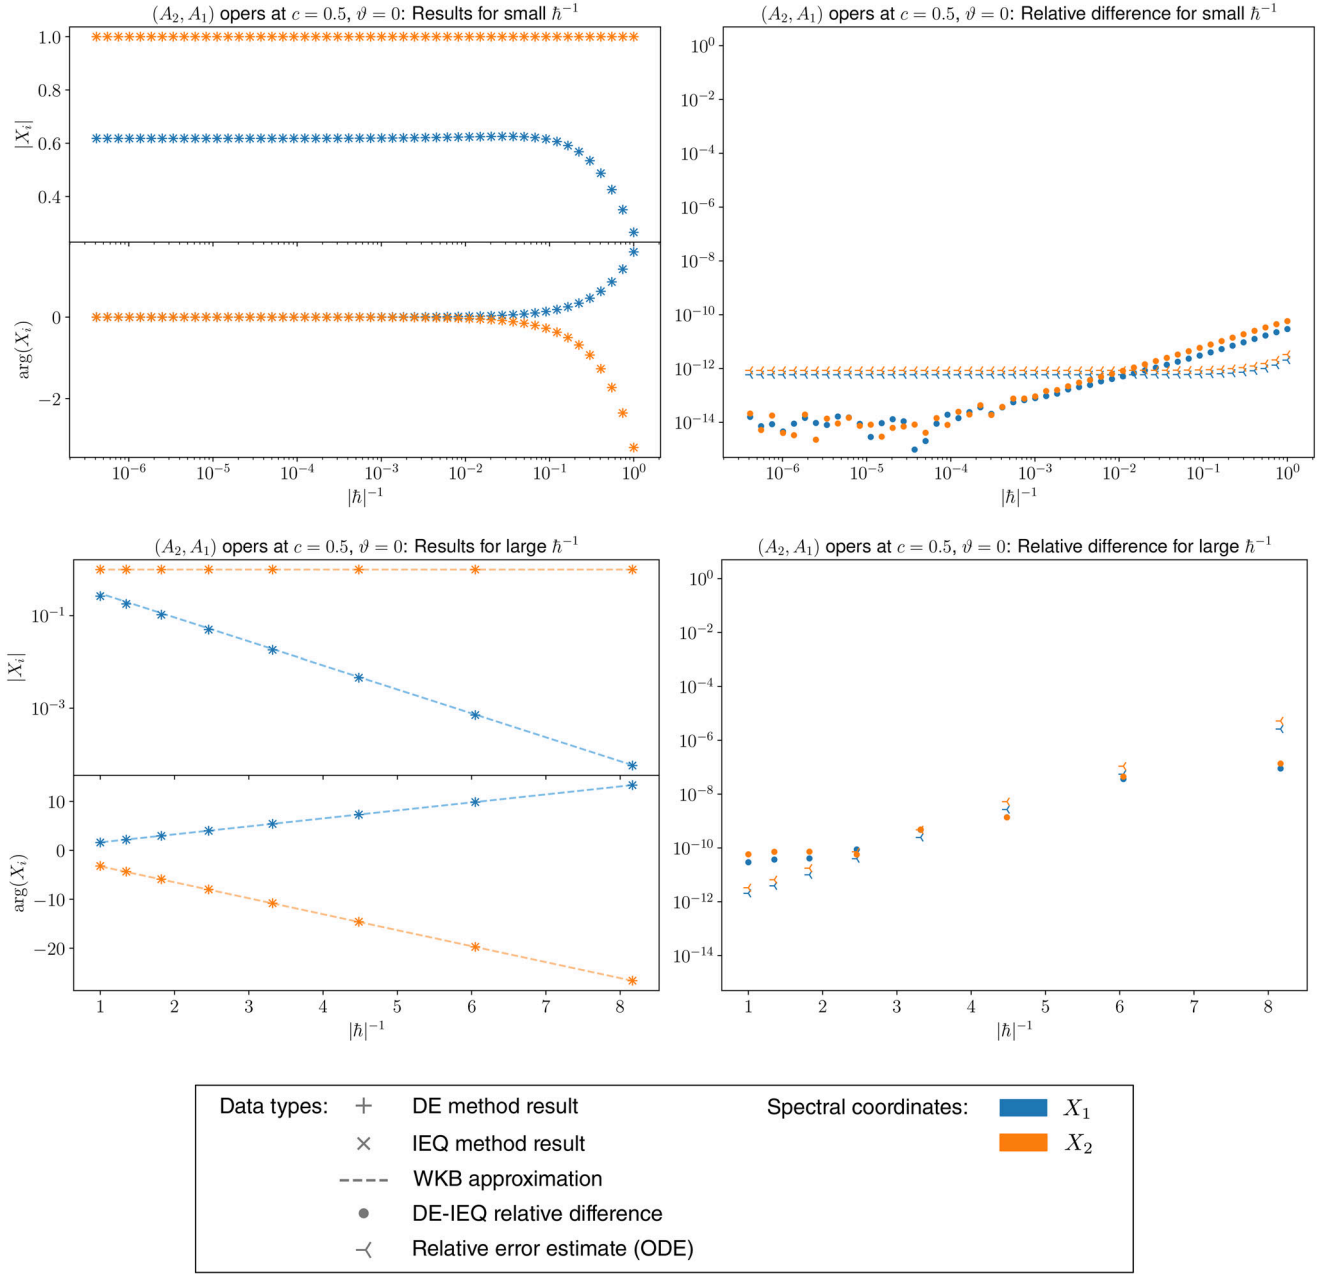 (A₂, A₁) opers at c = 0.5, ϑ = 0: Results for small ħ⁻¹
1.0
0.8
0.6
0.4
|Xᵢ|
0
−2
arg(Xᵢ)
10⁻⁶ 10⁻⁵ 10⁻⁴ 10⁻³ 10⁻² 10⁻¹ 10⁰
|ħ|⁻¹
(A₂, A₁) opers at c = 0.5, ϑ = 0: Relative difference for small ħ⁻¹
10⁰
10⁻²
10⁻⁴
10⁻⁶
10⁻⁸
10⁻¹⁰
10⁻¹²
10⁻¹⁴
10⁻⁶ 10⁻⁵ 10⁻⁴ 10⁻³ 10⁻² 10⁻¹ 10⁰
|ħ|⁻¹
(A₂, A₁) opers at c = 0.5, ϑ = 0: Results for large ħ⁻¹
10⁻¹
10⁻³
|Xᵢ|
10
0
−10
−20
arg(Xᵢ)
1 2 3 4 5 6 7 8
|ħ|⁻¹
(A₂, A₁) opers at c = 0.5, ϑ = 0: Relative difference for large ħ⁻¹
10⁰
10⁻²
10⁻⁴
10⁻⁶
10⁻⁸
10⁻¹⁰
10⁻¹²
10⁻¹⁴
1 2 3 4 5 6 7 8
|ħ|⁻¹
Data types:
DE method result
IEQ method result
WKB approximation
DE-IEQ relative difference
Relative error estimate (ODE)
Spectral coordinates:
X₁
X₂